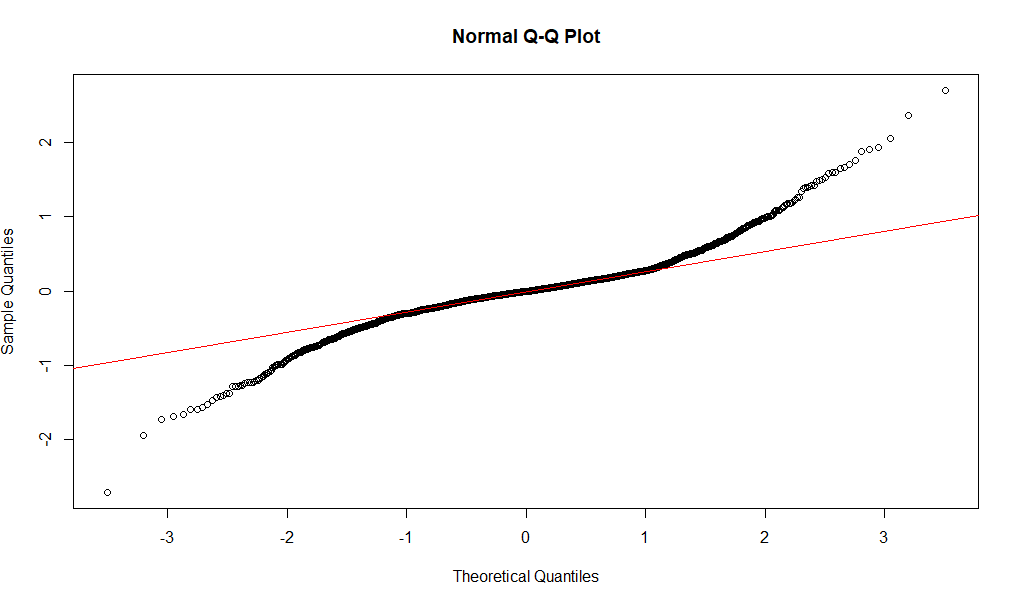 Normal Q-Q Plot
Sample Quantiles
2
1
0
-1
-2
-3 -2 -1 0 1 2 3
Theoretical Quantiles